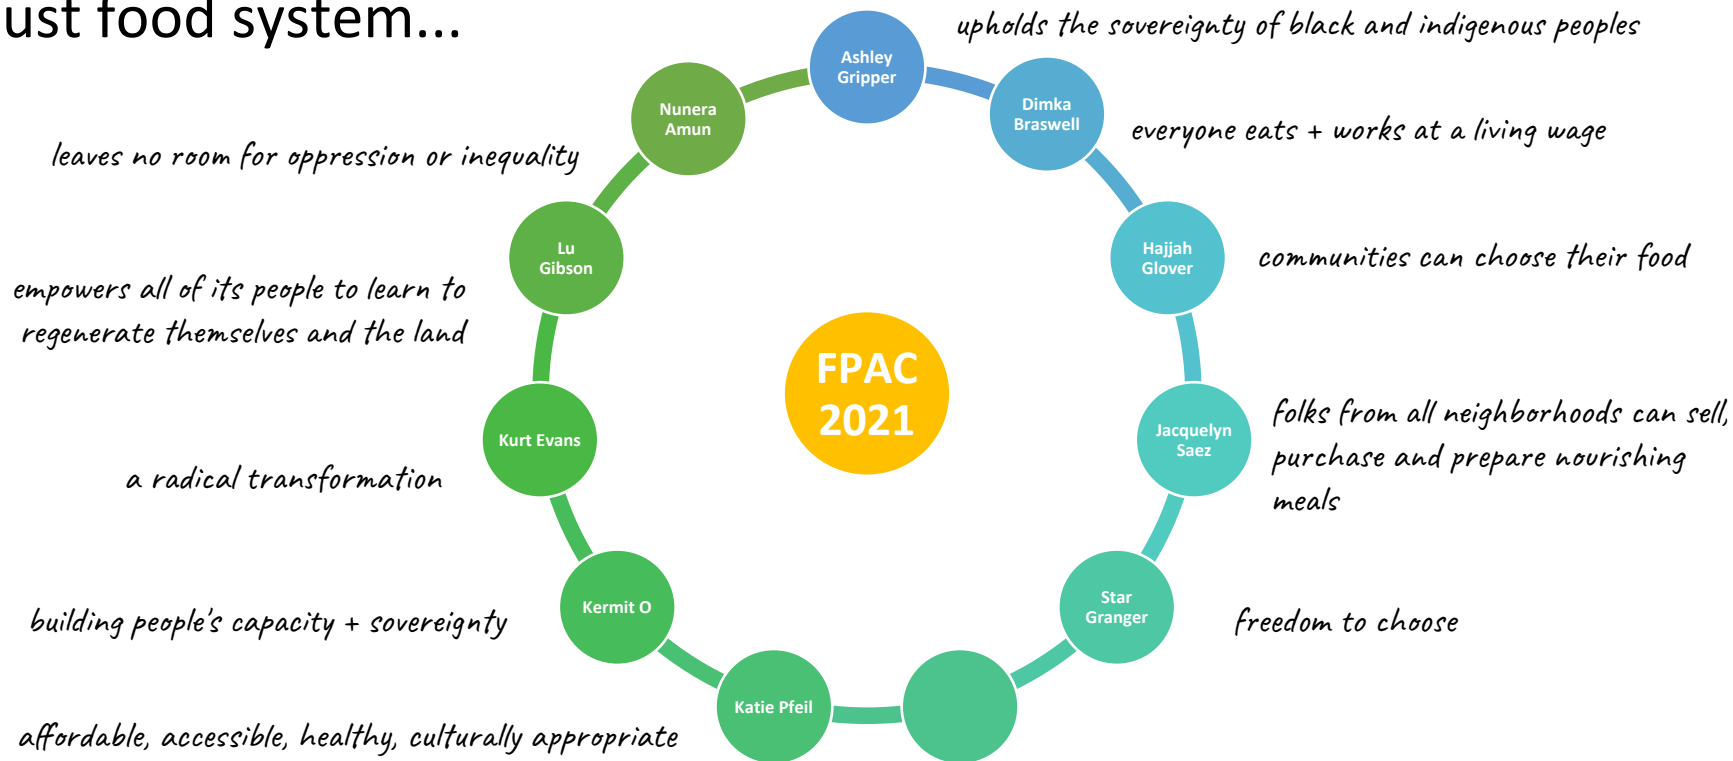 ust food system...
upholds the sovereignty of black and indigenous peoples
Ashley
Gripper
Dimka
Braswell
everyone eats + works at a living wage
Hajjah
Glover
communities can choose their food
Jacquelyn
Saez
folks from all neighborhoods can sell,
purchase and prepare nourishing
meals
Star
Granger
freedom to choose
Katie Pfeil
affordable, accessible, healthy, culturally appropriate
Kermit O
building people's capacity + sovereignty
Kurt Evans
a radical transformation
Lu
Gibson
empowers all of its people to learn to
regenerate themselves and the land
Nunera
Amun
leaves no room for oppression or inequality
FPAC
2021